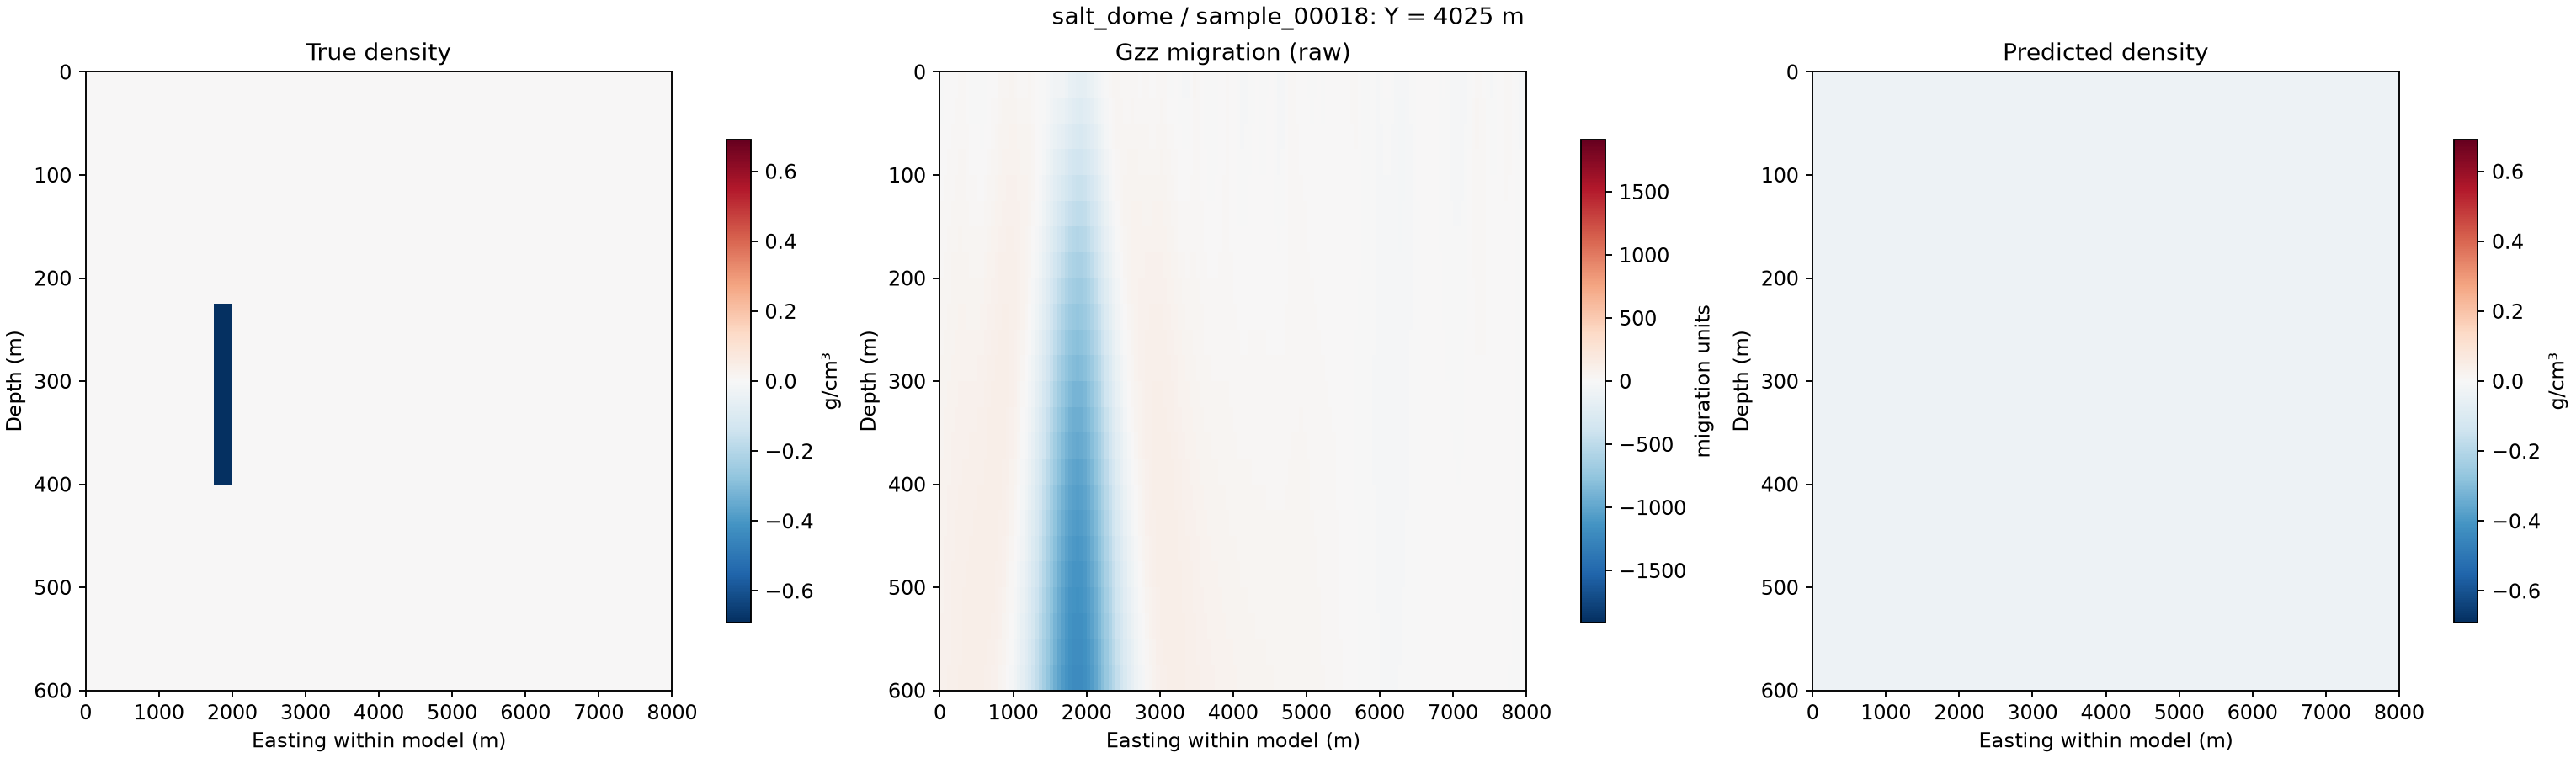 salt_dome / sample_00018: Y = 4025 m
True density
0
100
200
300
400
500
600
Depth (m)
0 1000 2000 3000 4000 5000 6000 7000 8000
Easting within model (m)
0.6
0.4
0.2
0.0
−0.2
−0.4
−0.6
g/cm³
Gzz migration (raw)
0
100
200
300
400
500
600
Depth (m)
0 1000 2000 3000 4000 5000 6000 7000 8000
Easting within model (m)
1500
1000
500
0
−500
−1000
−1500
migration units
Predicted density
0
100
200
300
400
500
600
Depth (m)
0 1000 2000 3000 4000 5000 6000 7000 8000
Easting within model (m)
0.6
0.4
0.2
0.0
−0.2
−0.4
−0.6
g/cm³